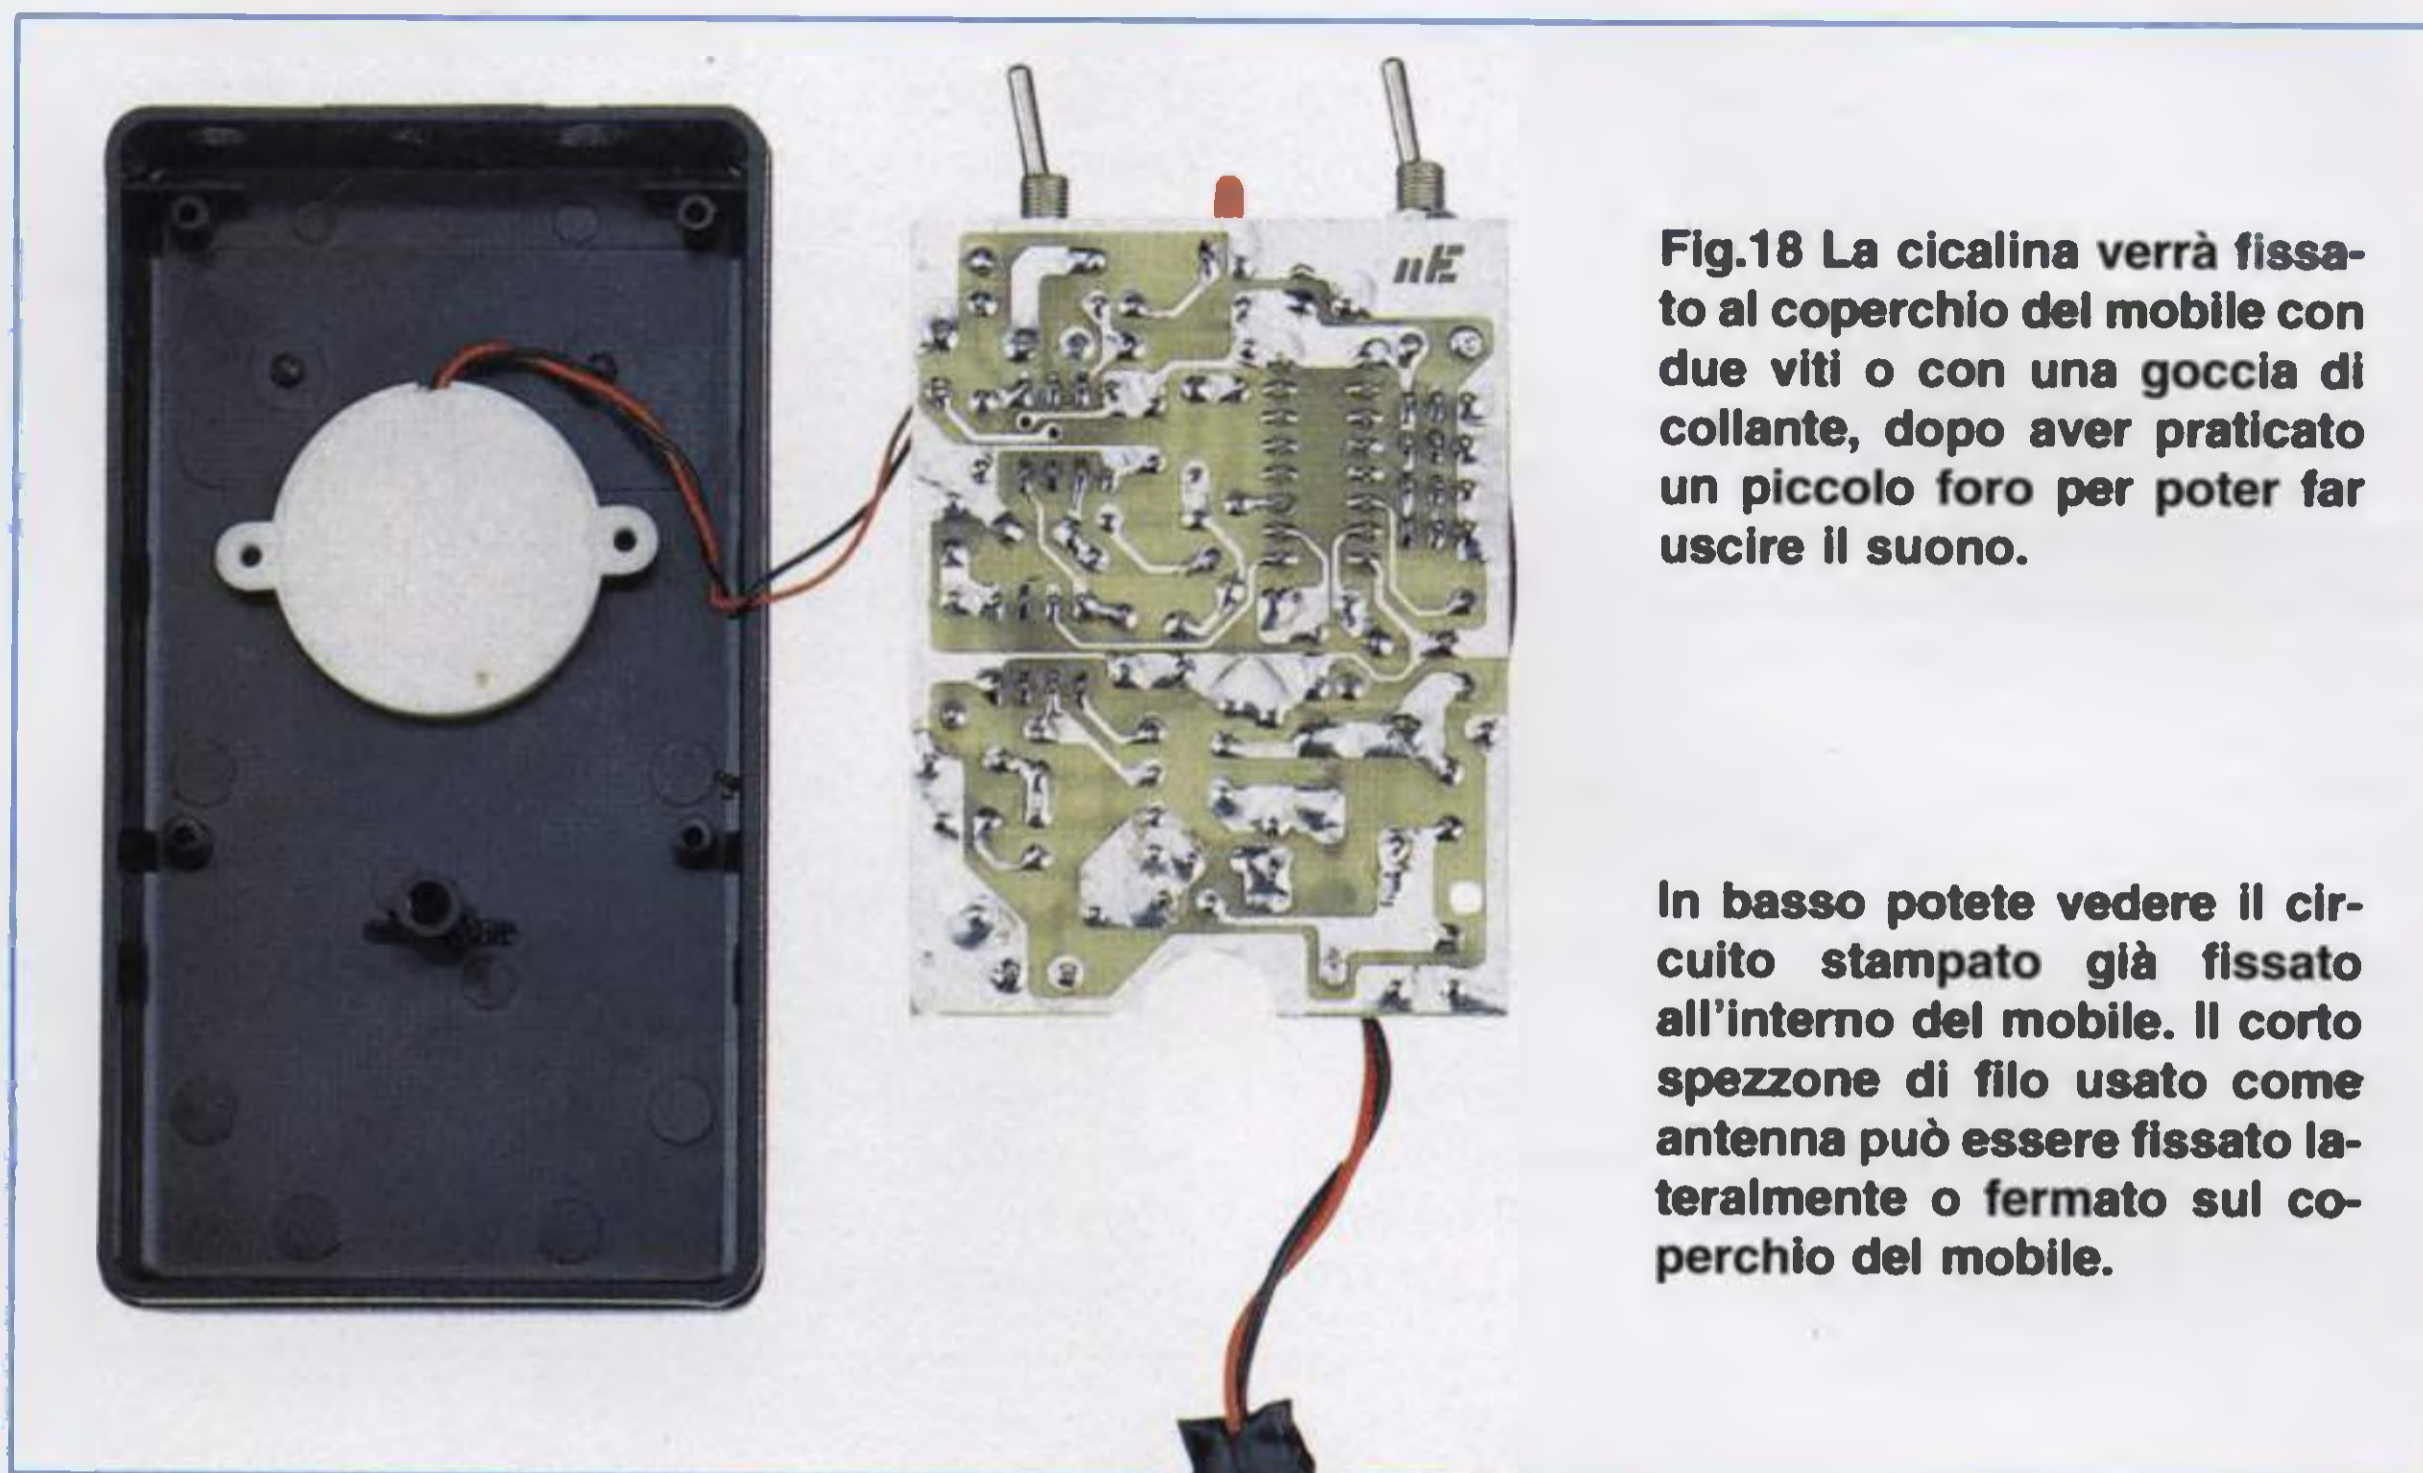 nE
Fig.18 La cicalina verrà fissa-
to al coperchio del mobile con
due viti o con una goccia di
collante, dopo aver praticato
un piccolo foro per poter far
uscire il suono.
In basso potete vedere il cir-
cuito stampato già fissato
all'interno del mobile. Il corto
spezzone di filo usato come
antenna può essere fissato la-
teralmente o fermato sul co-
perchio del mobile.